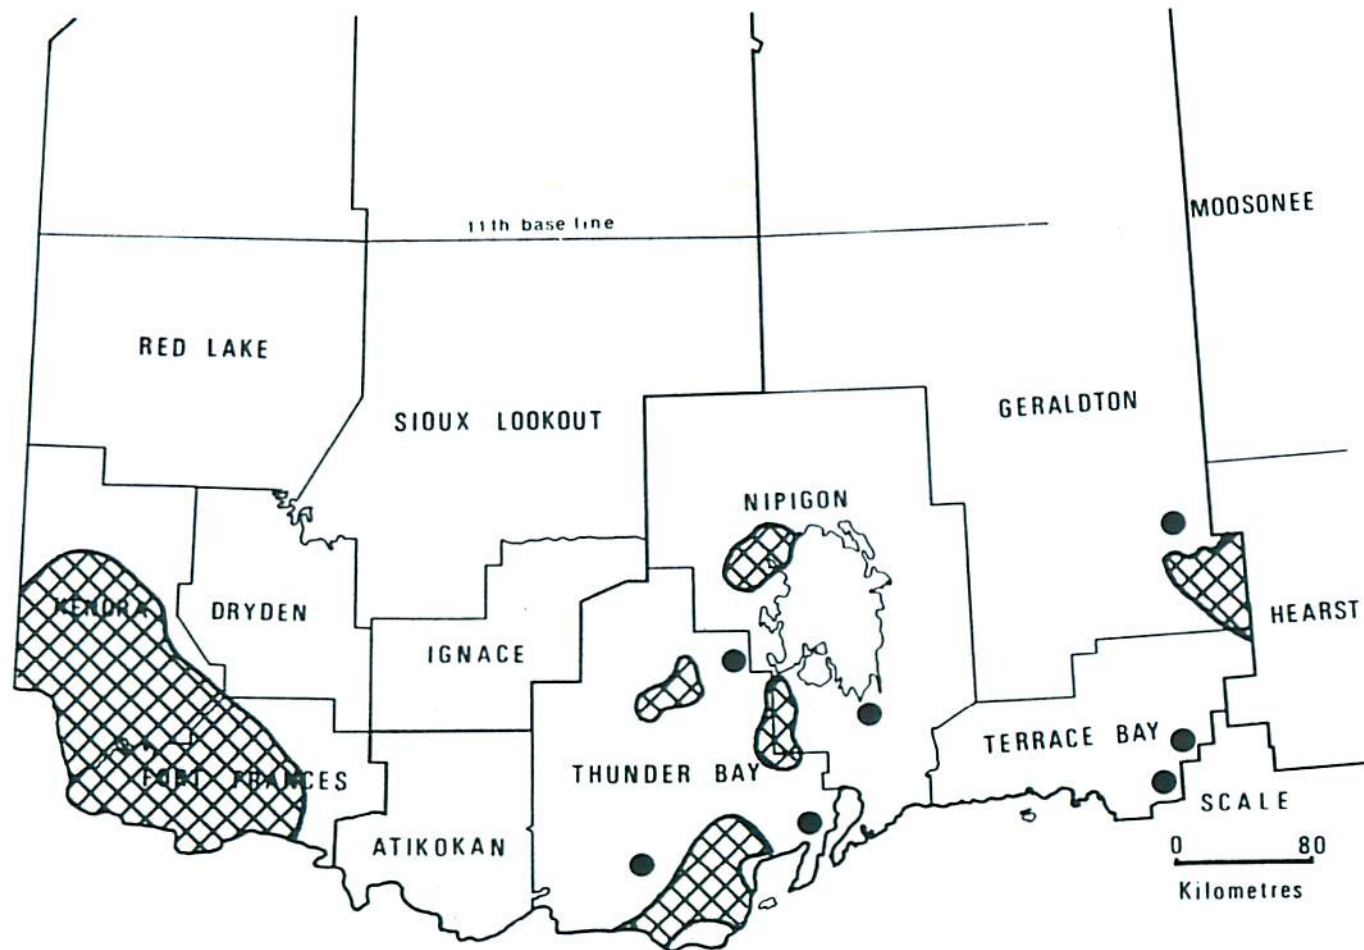 11th base line
MOOSONEE
RED LAKE
SIOUX LOOKOUT
GERALDTON
NIPIGON
KENORA
DRYDEN
HEARST
IGNACE
TERRACE BAY
THUNDER BAY
FORT FRANCES
SCALE
ATIKOKAN
0 80
Kilometres